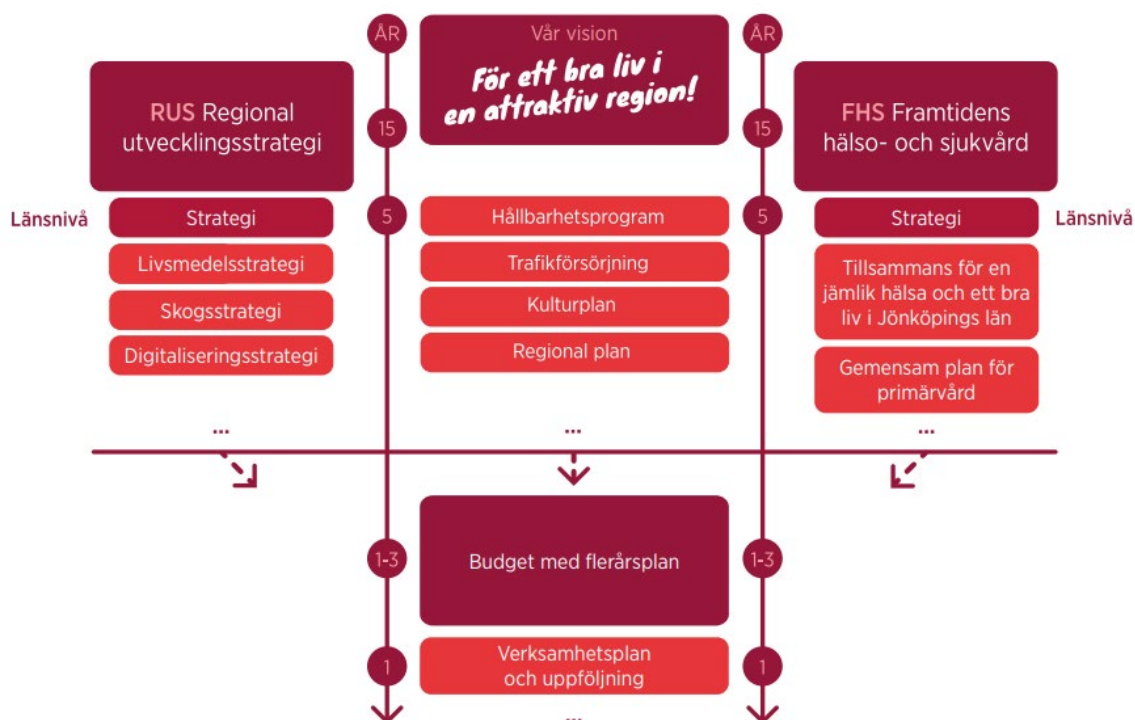 ÅR
Vår vision
För ett bra liv i
en attraktiv region!
ÅR
RUS Regional
utvecklingsstrategi
15
15
FHS Framtidens
hälso- och sjukvård
Länsnivå
Strategi
5
Hållbarhetsprogram
5
Strategi
Länsnivå
Livsmedelsstrategi
Trafikförsörjning
Tillsammans för en
jämlik hälsa och ett bra
liv i Jönköpings län
Skogsstrategi
Kulturplan
Digitaliseringsstrategi
Regional plan
Gemensam plan för
primärvård
...
...
...
1-3
Budget med flerårsplan
1-3
1
Verksamhetsplan
och uppföljning
1
...